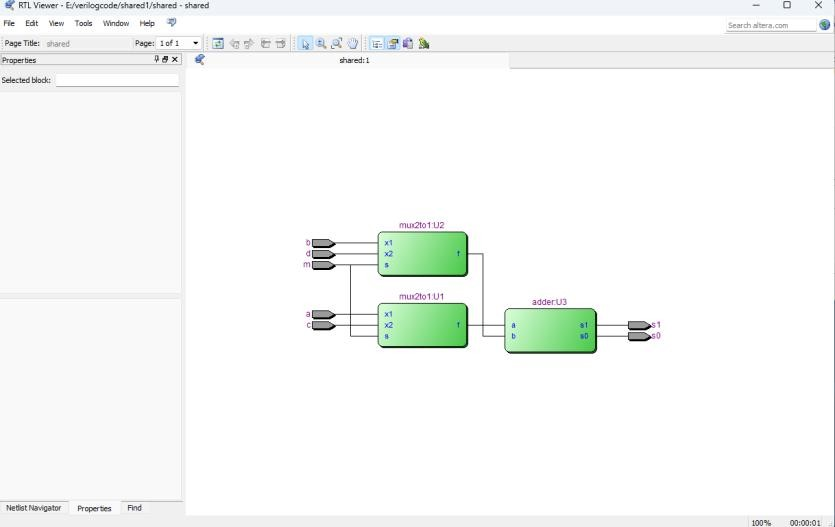 RTL Viewer - E:/verilogcode/shared1/shared - shared
File Edit View Tools Window Help
Search altera.com
Page Title: shared Page: 1 of 1
Properties
shared:1
Selected block:
mux2to1:U2
b x1
d x2 f
m s
mux2to1:U1
adder:U3
a x1
c x2 f a s1 s1
s b s0 s0
Netlist Navigator Properties Find
100% 00:00:01